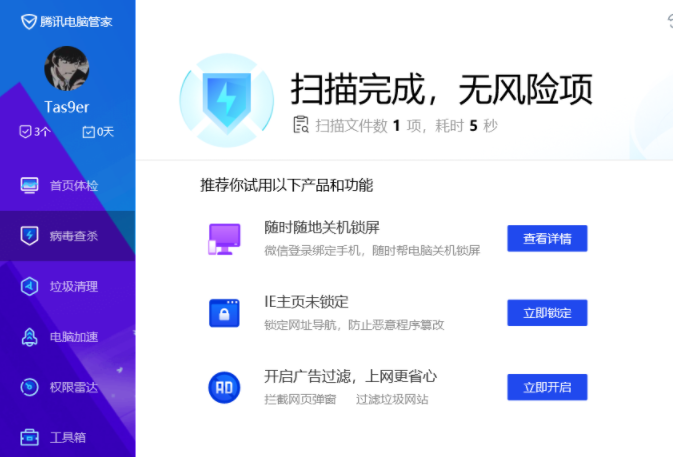 腾讯电脑管家
Tas9er
3个 0天
首页体检
病毒查杀
垃圾清理
电脑加速
权限雷达
工具箱
扫描完成，无风险项
扫描文件数 1 项，耗时 5 秒
推荐你试用以下产品和功能
随时随地关机锁屏
微信登录绑定手机，随时帮电脑关机锁屏
查看详情
IE主页未锁定
锁定网址导航，防止恶意程序篡改
立即锁定
AD
开启广告过滤，上网更省心
拦截网页弹窗 过滤垃圾网站
立即开启